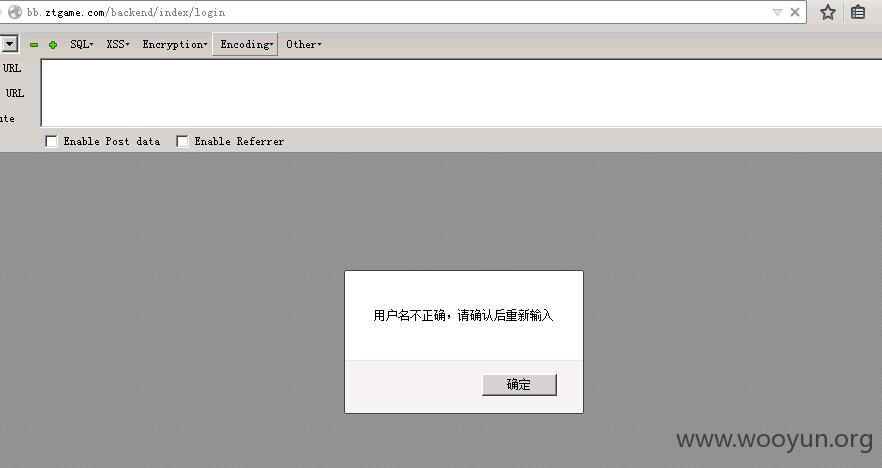 bb.ztgame.com/backend/index/login
SQL▾ XSS▾ Encryption▾ Encoding▾ Other▾
URL
URL
ute
Enable Post data Enable Referrer
用户名不正确，请确认后重新输入
确定
www.wooyun.org